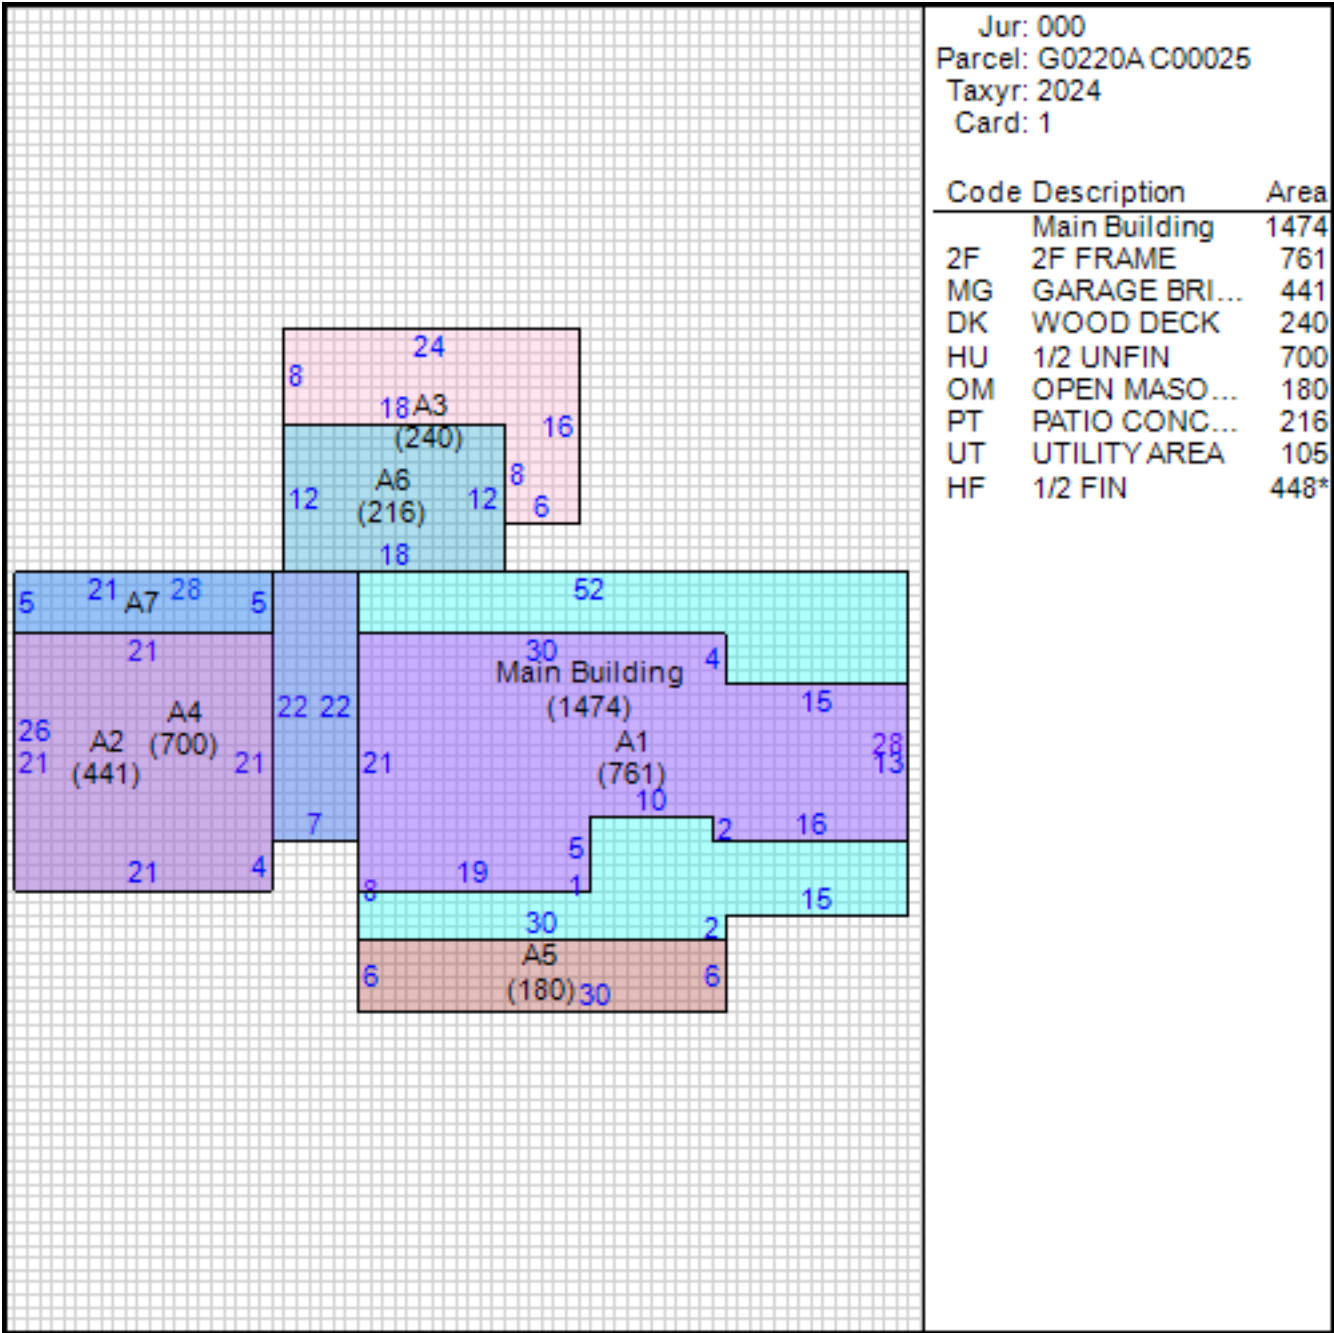 Jur: 000
Parcel: G0220A C00025
Taxyr: 2024
Card: 1
Code Description Area
Main Building 1474
2F 2F FRAME 761
MG GARAGE BRI... 441
DK WOOD DECK 240
HU 1/2 UNFIN 700
OM OPEN MASO... 180
PT PATIO CONC... 216
UT UTILITY AREA 105
HF 1/2 FIN 448*
24
8
18 A3
(240)
16
A6
(216)
12
12
8
6
18
5
21
28
A7
5
52
21
30
4
Main Building
(1474)
15
22 22
26
21
A2
(441)
A4
(700)
21
21
A1
(761)
28
13
10
7
5
2
16
21
4
8
19
1
15
30
2
A5
(180)
6
30
6